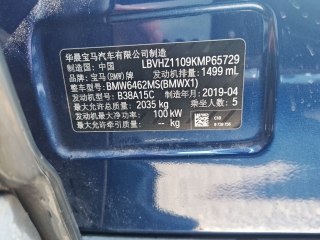 华晨宝马汽车有限公司制造
制造国：中国 LBVHZ1109KMP65729
品牌：宝马(BMW)牌 发动机排量：1499 mL
整车型号：BMW6462MS(BMWX1)
发动机型号：B38A15C 制造年月：2019-04
最大允许总质量：2035 kg 乘坐人数：5
发动机最大净功率：100 kW
最大允许牵引质量：-- kg